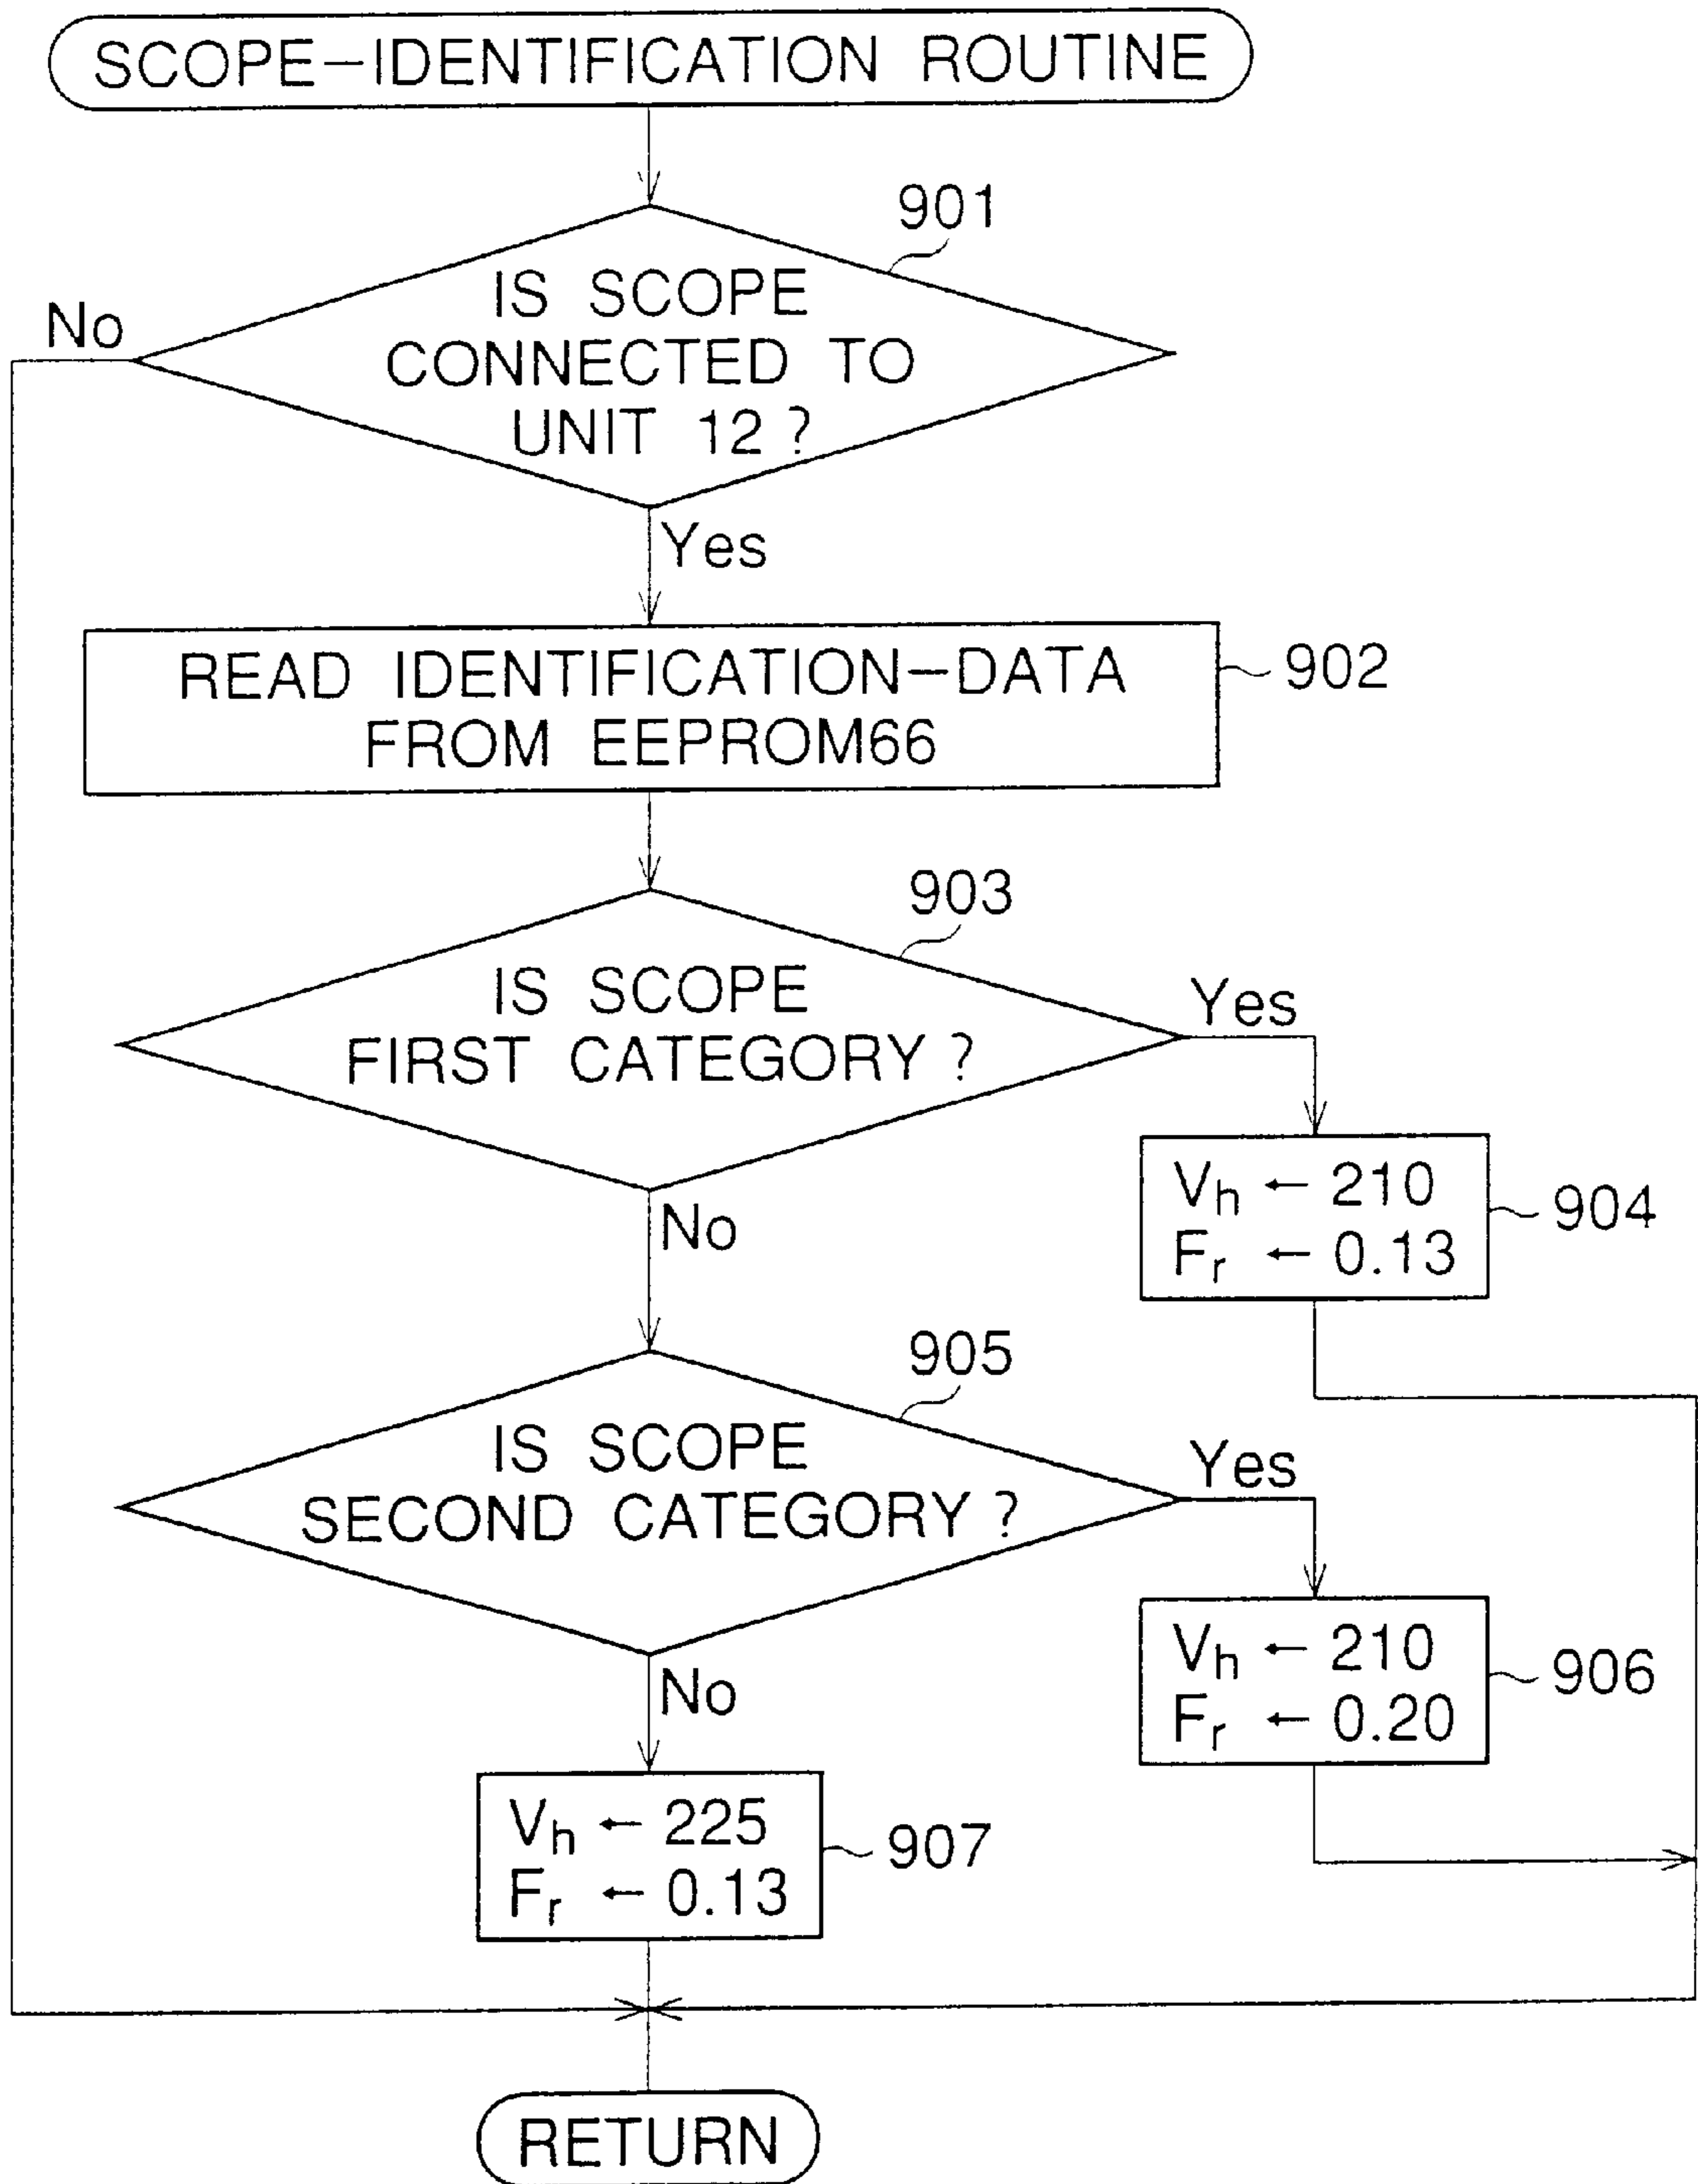 SCOPE-IDENTIFICATION ROUTINE
901
IS SCOPE
CONNECTED TO
UNIT 12 ?
No
Yes
READ IDENTIFICATION-DATA
FROM EEPROM66
902
903
IS SCOPE
FIRST CATEGORY ?
Yes
No
Vh ← 210
Fr ← 0.13
904
905
IS SCOPE
SECOND CATEGORY ?
Yes
No
Vh ← 210
Fr ← 0.20
906
Vh ← 225
Fr ← 0.13
907
RETURN